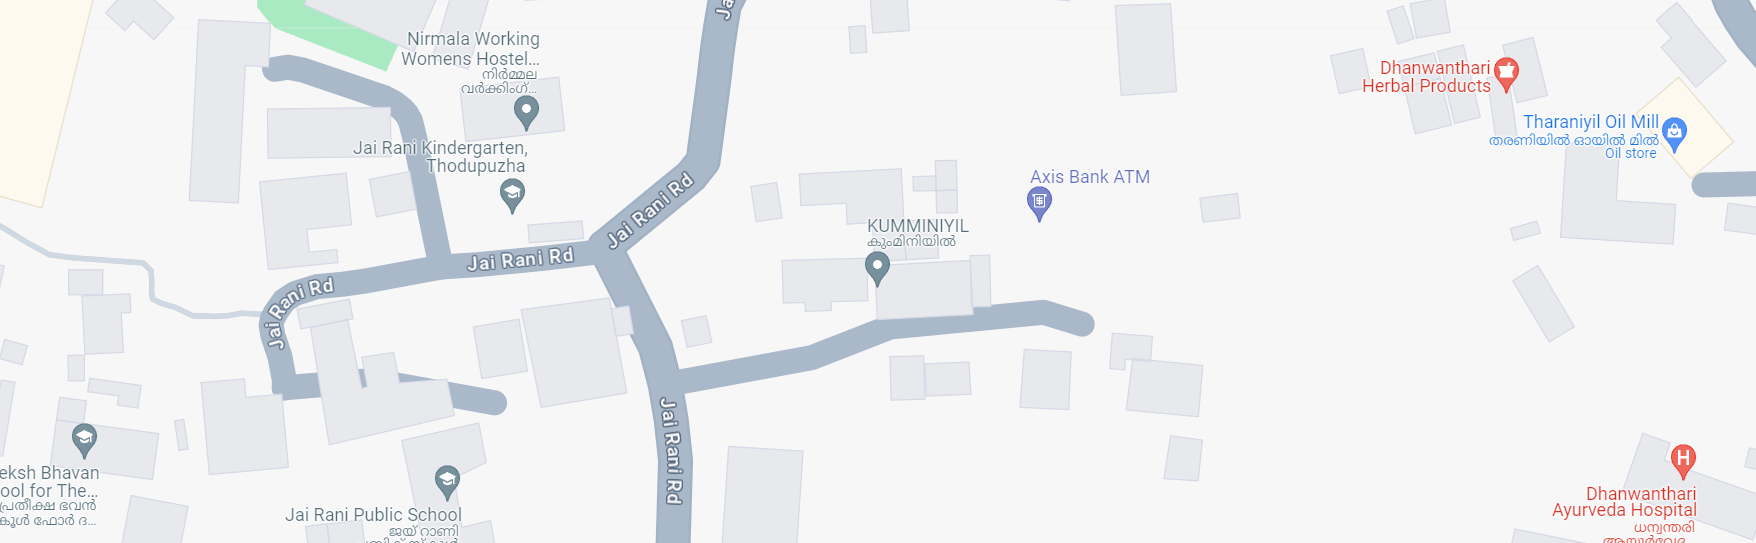 Nirmala Working
Womens Hostel...
നിർമ്മല
വർക്കിംഗ്...
Jai Rani Kindergarten,
Thodupuzha
Jai Rani Rd
Jai Rani Rd
Jai Rani Rd
Jai Rani Rd
KUMMINIYIL
കുംമിനിയിൽ
Axis Bank ATM
Dhanwanthari
Herbal Products
Tharaniyil Oil Mill
തരണിയിൽ ഓയിൽ മിൽ
Oil store
eksh Bhavan
ool for The...
പ്രതീക്ഷ ഭവൻ
കൂൾ ഫോർ ദ...
Jai Rani Public School
ജയ് റാണി
Dhanwanthari
Ayurveda Hospital
ധന്വന്തരി